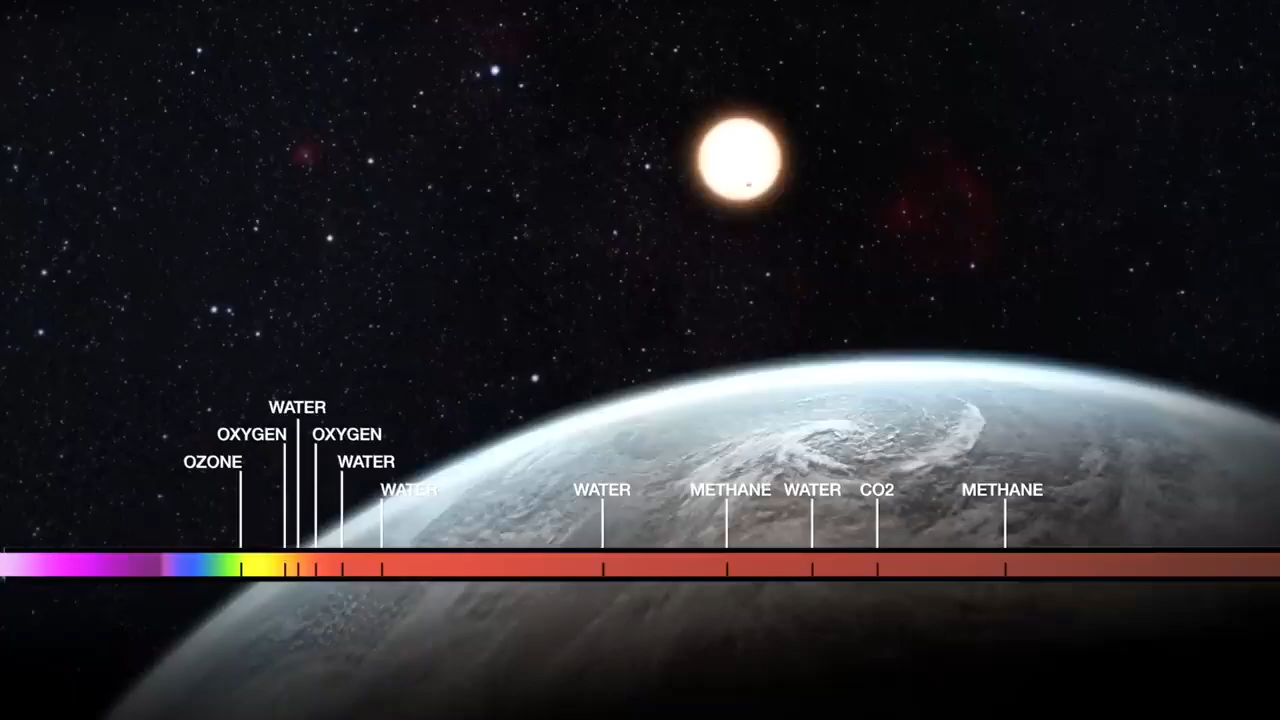 WATER
OXYGEN OXYGEN
OZONE WATER
WATER WATER METHANE WATER CO2 METHANE